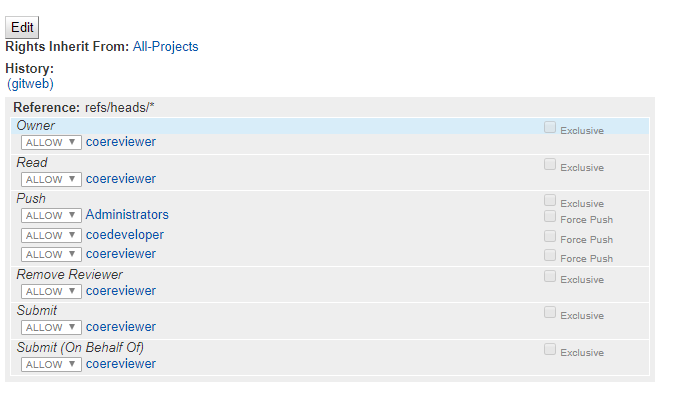 Edit
Rights Inherit From: All-Projects
History:
(gitweb)
Reference: refs/heads/*
Owner Exclusive
ALLOW ▼ coereviewer
Read Exclusive
ALLOW ▼ coereviewer
Push Exclusive
ALLOW ▼ Administrators Force Push
ALLOW ▼ coedeveloper Force Push
ALLOW ▼ coereviewer Force Push
Remove Reviewer Exclusive
ALLOW ▼ coereviewer
Submit Exclusive
ALLOW ▼ coereviewer
Submit (On Behalf Of) Exclusive
ALLOW ▼ coereviewer